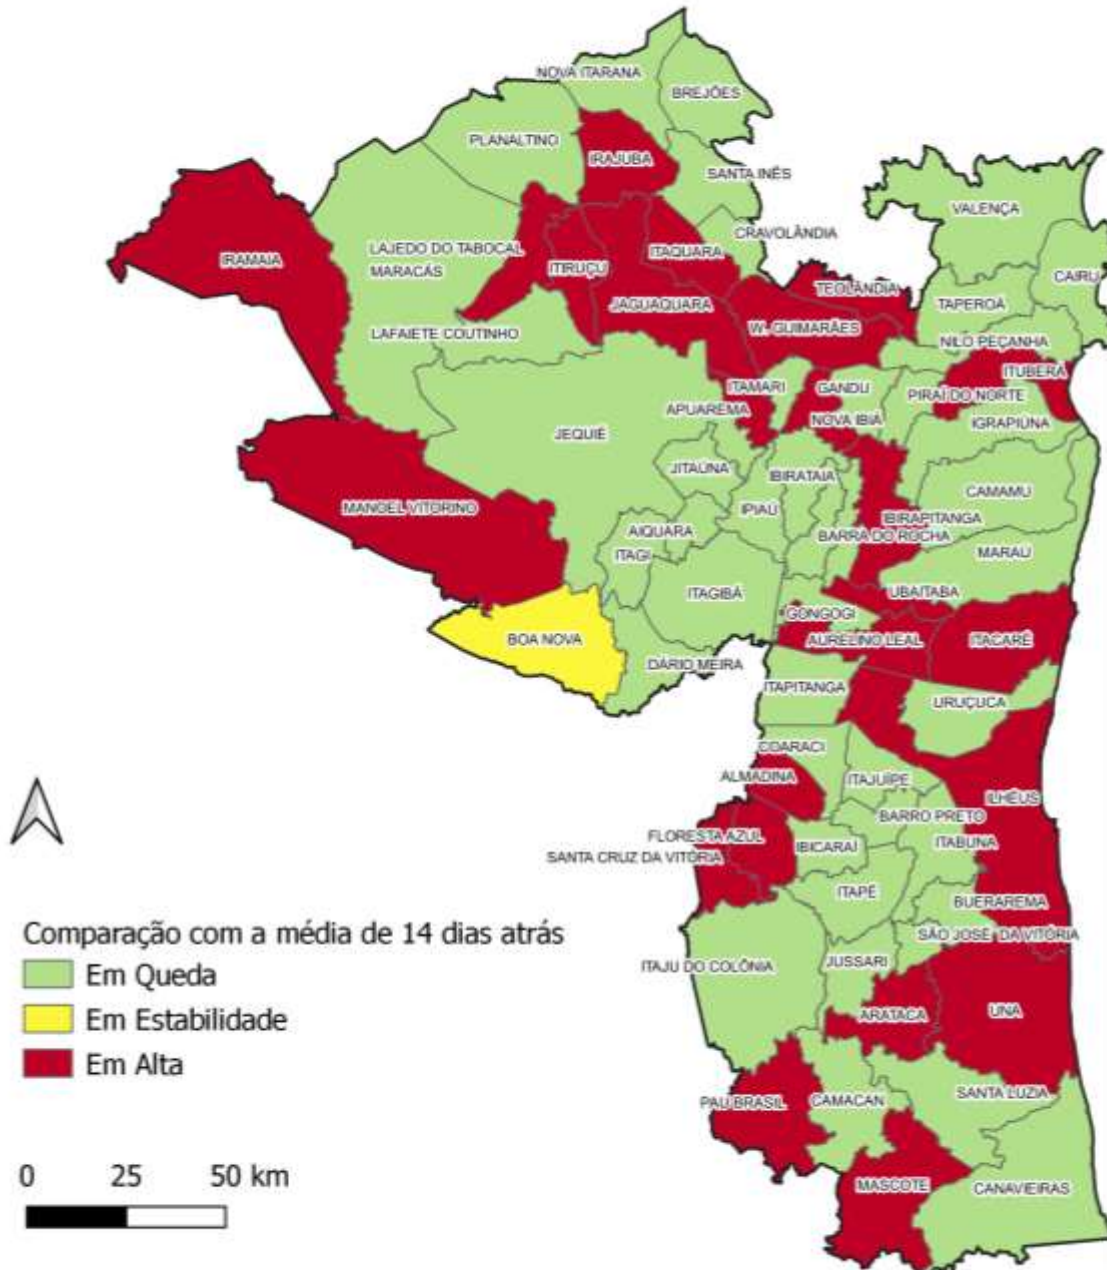 NOVA ITARANA
BREJÕES
PLANALTINO
IRAJUBA
SANTA INÊS
VALENÇA
CRAVOLÂNDIA
LAJEDO DO TABOCAL
ITAQUARA
IRAMAIA
MARACÁS
ITIRUÇU
CAIRU
TEOLÂNDIA
JAGUAQUARA
TAPEROÁ
W. GUIMARÃES
LAFAIETE COUTINHO
NILO PEÇANHA
ITUBERÁ
ITAMARI
GANDU
PIRAÍ DO NORTE
APUAREMA
NOVA IBIÁ
IGRAPIÚNA
JEQUIÉ
JITAÚNA
IBIRATAIA
CAMAMU
MANOEL VITORINO
IPIAÚ
IBIRAPITANGA
AIQUARA
BARRA DO ROCHA
ITAGI
MARAÚ
ITAGIBÁ
UBAITABA
GONGOGI
BOA NOVA
AURELINO LEAL
ITACARÉ
DÁRIO MEIRA
ITAPITANGA
URUÇUCA
COARACI
ALMADINA
ITAJUÍPE
ILHÉUS
BARRO PRETO
FLORESTA AZUL
IBICARAÍ
ITABUNA
SANTA CRUZ DA VITÓRIA
ITAPÉ
BUERAREMA
SÃO JOSÉ DA VITÓRIA
ITAJU DO COLÔNIA
JUSSARI
ARATACA
UNA
SANTA LUZIA
PAU BRASIL
CAMACAN
MASCOTE
CANAVIEIRAS
Comparação com a média de 14 dias atrás
Em Queda
Em Estabilidade
Em Alta
0 25 50 km